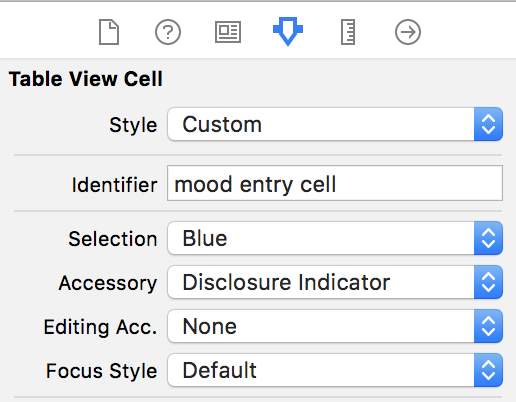 Table View Cell
Style Custom
Identifier mood entry cell
Selection Blue
Accessory Disclosure Indicator
Editing Acc. None
Focus Style Default